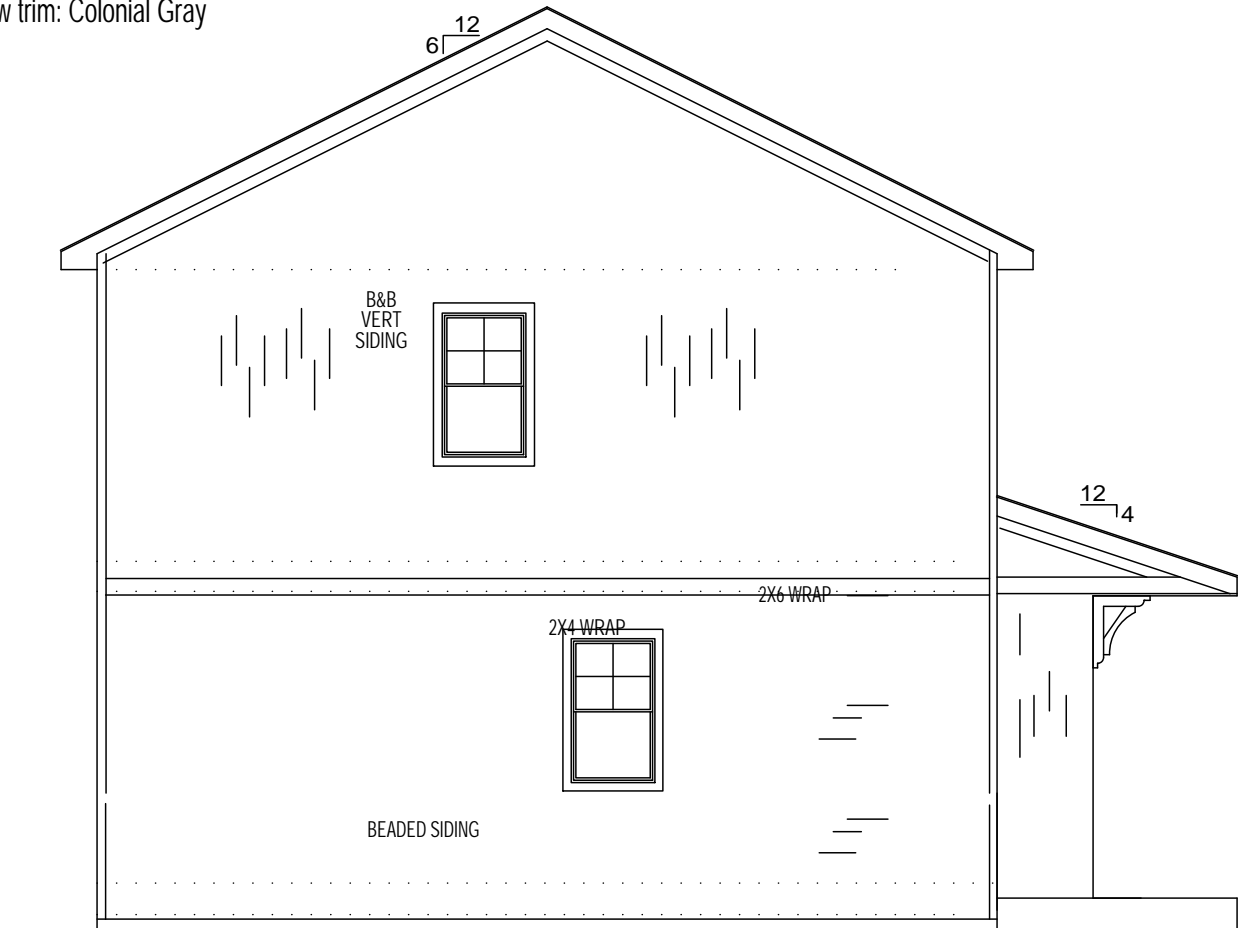 w trim: Colonial Gray
12
6
B&B
VERT
SIDING
12
4
2X6 WRAP
2X4 WRAP
BEADED SIDING